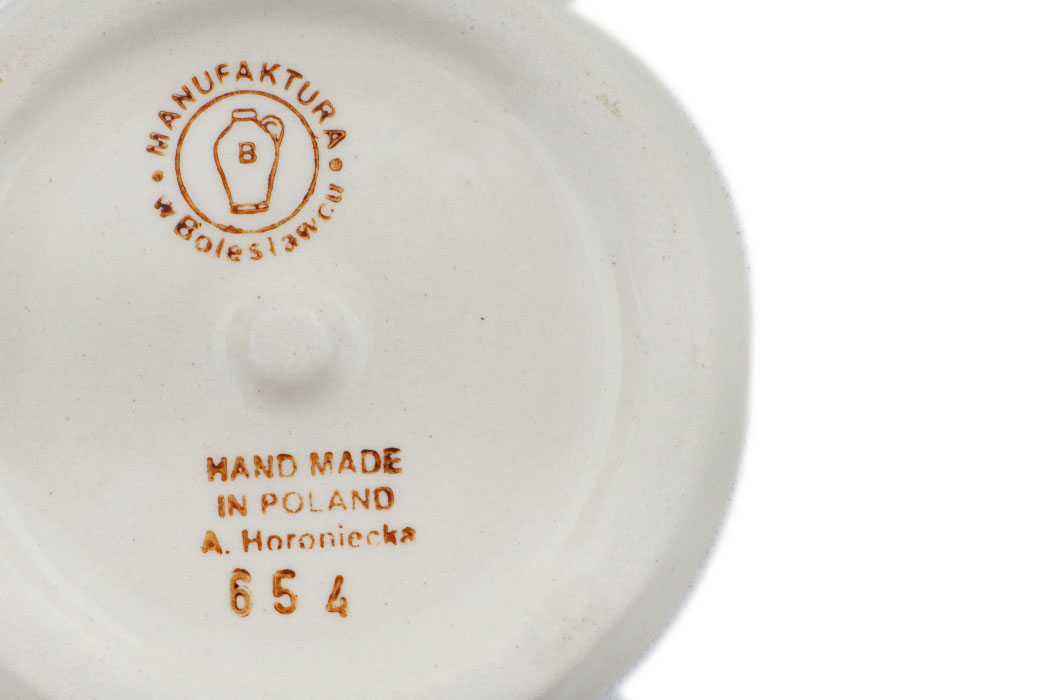 MANUFAKTURA
B
w Bolesławcu
HAND MADE
IN POLAND
A. Horoniecka
654